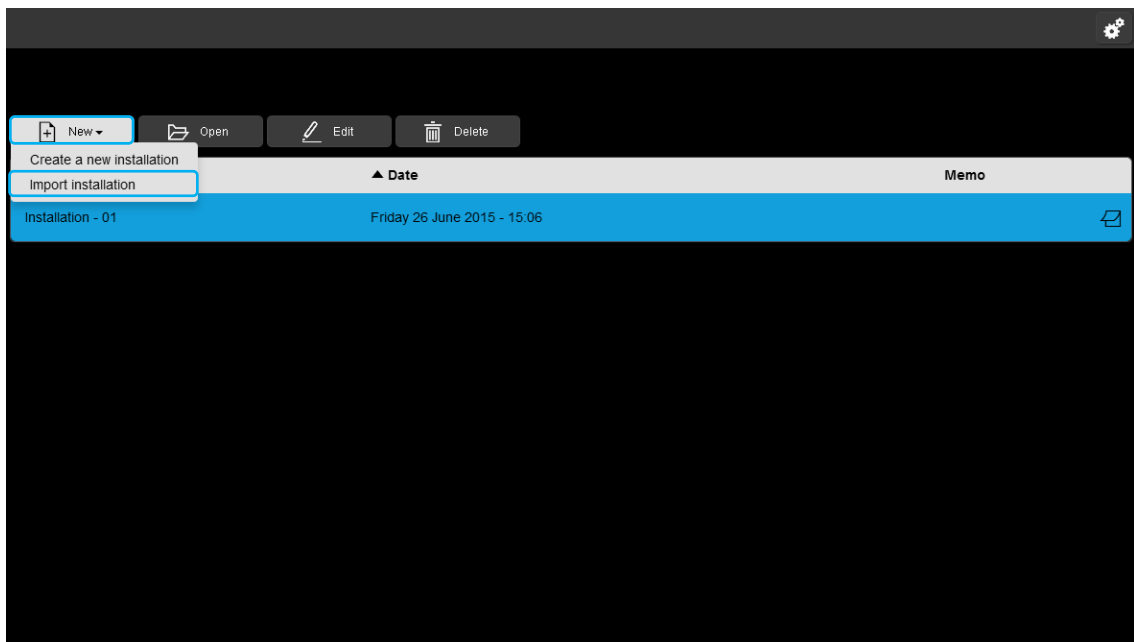 New Open Edit Delete
Create a new installation
Import installation
▲ Date Memo
Installation - 01 Friday 26 June 2015 - 15:06